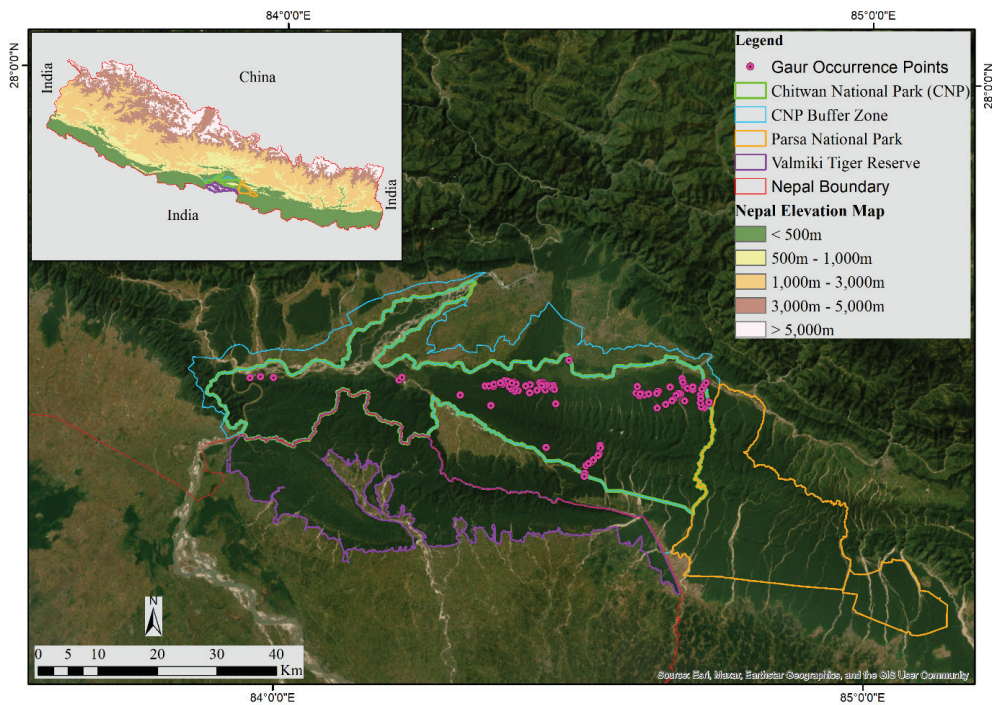 84°0'0"E
85°0'0"E
28°0'0"N
28°0'0"N
India
China
India
India
Legend
Gaur Occurrence Points
Chitwan National Park (CNP)
CNP Buffer Zone
Parsa National Park
Valmiki Tiger Reserve
Nepal Boundary
Nepal Elevation Map
< 500m
500m - 1,000m
1,000m - 3,000m
3,000m - 5,000m
> 5,000m
N
0 5 10 20 30 40
Km
Source: Esri, Maxar, Earthstar Geographics, and the GIS User Community
84°0'0"E
85°0'0"E